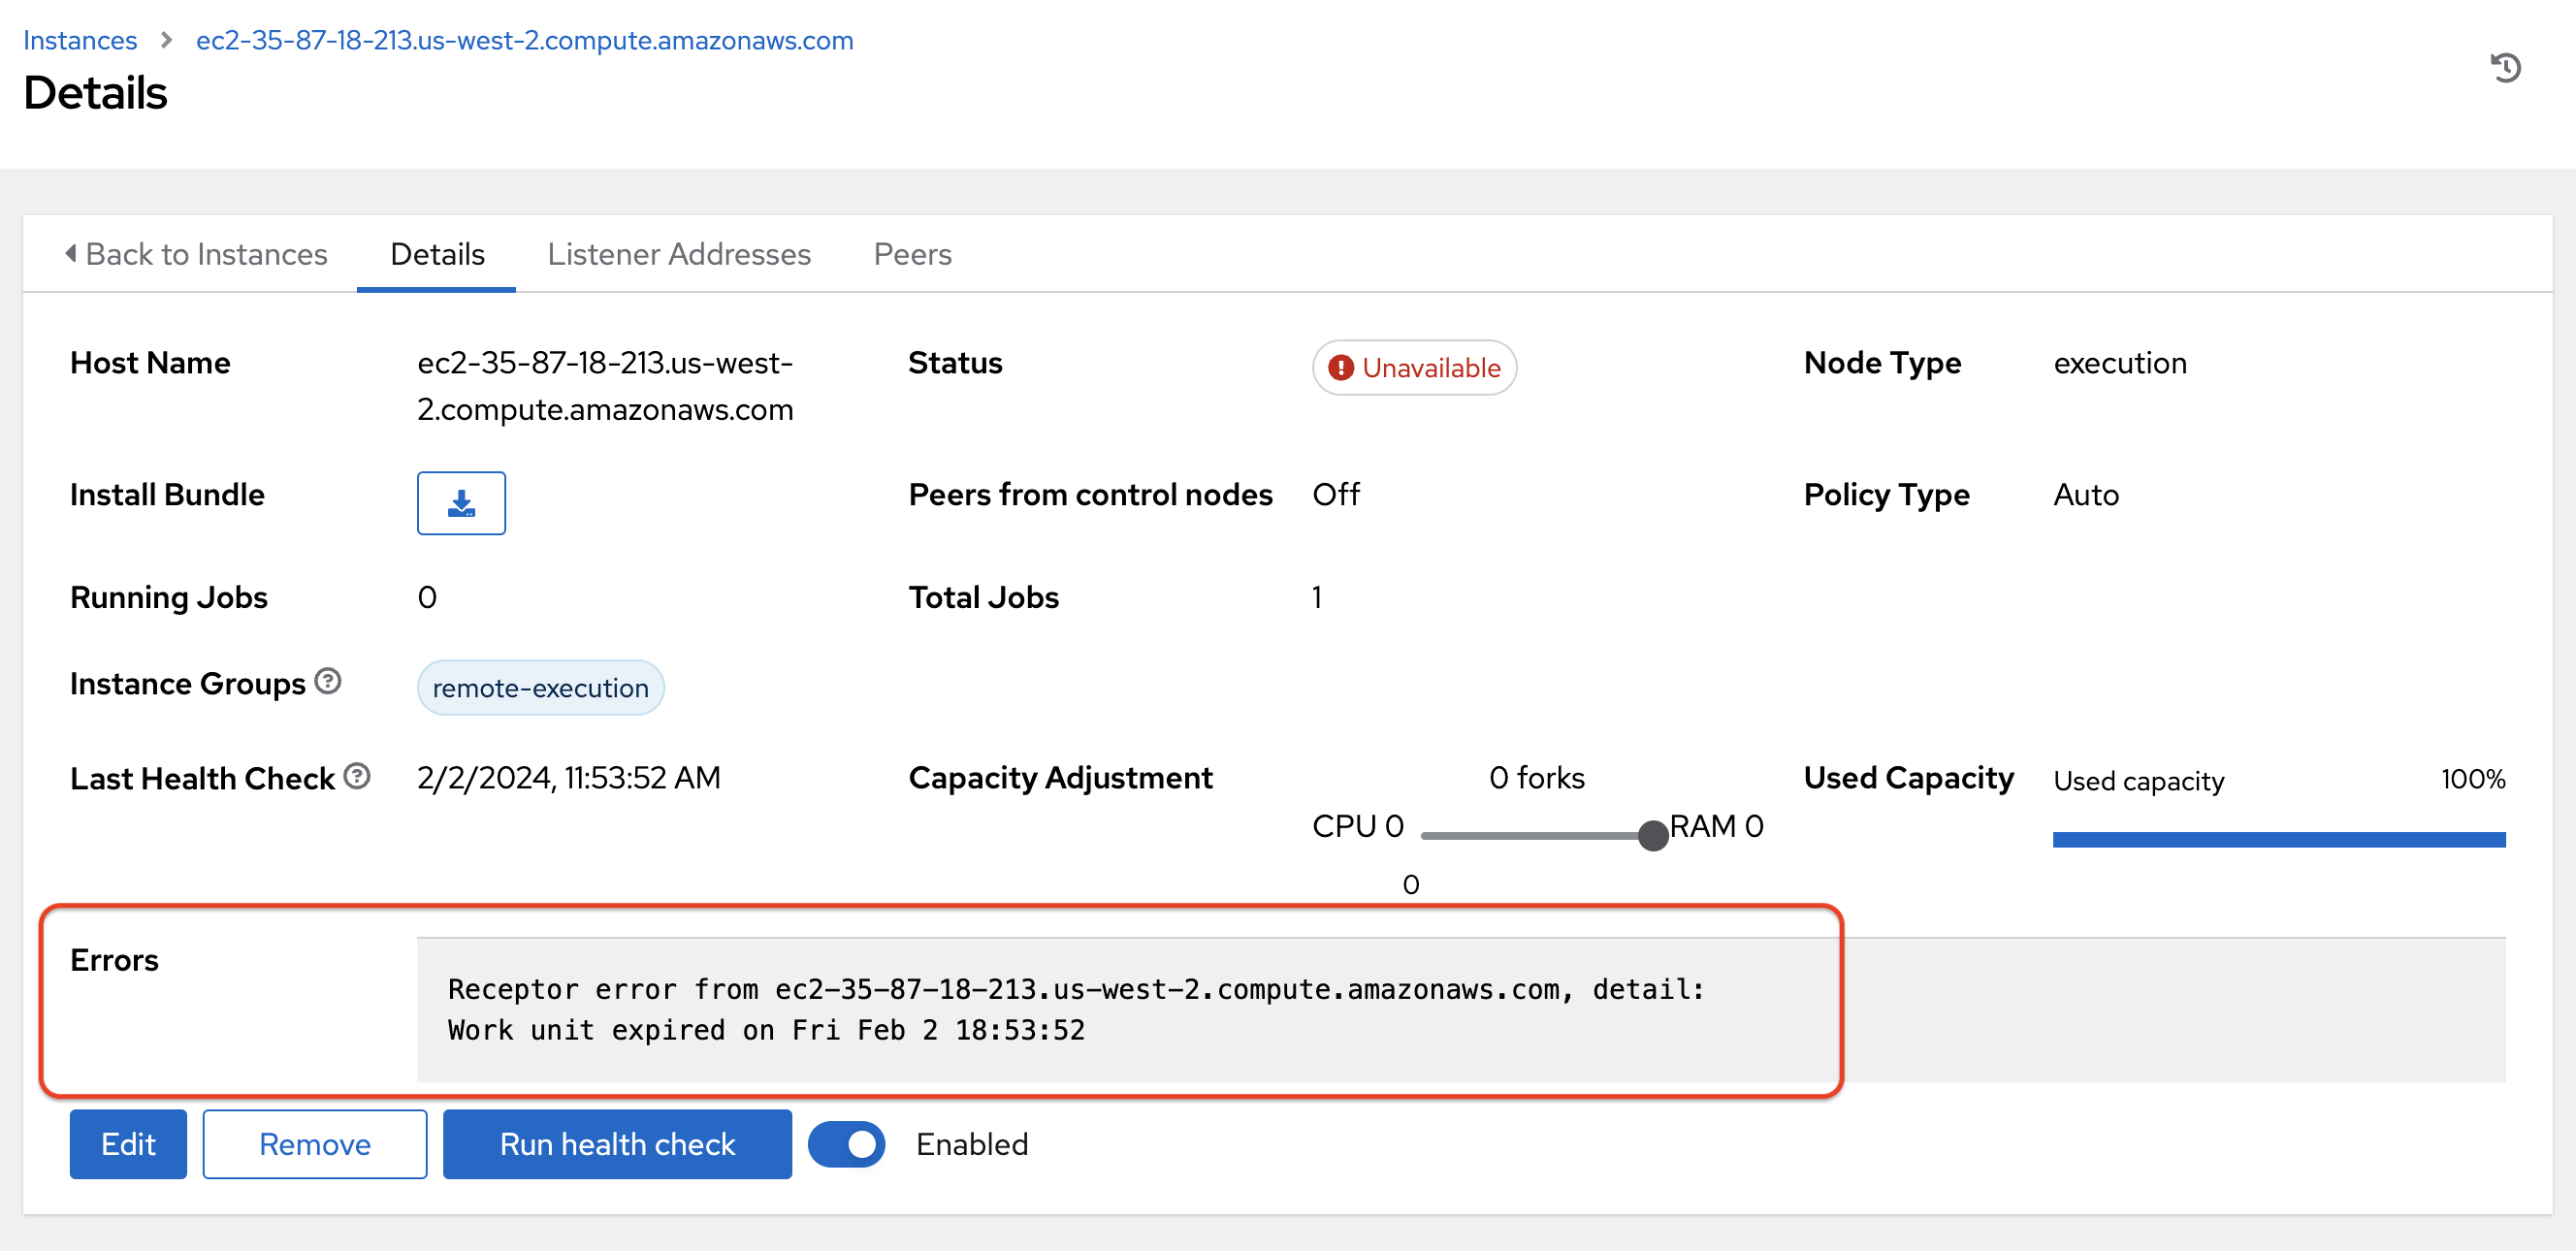 Instances > ec2-35-87-18-213.us-west-2.compute.amazonaws.com
Details
Back to Instances Details Listener Addresses Peers
Host Name ec2-35-87-18-213.us-west-
2.compute.amazonaws.com
Status Unavailable
Node Type execution
Install Bundle
Peers from control nodes Off
Policy Type Auto
Running Jobs 0
Total Jobs 1
Instance Groups remote-execution
Last Health Check 2/2/2024, 11:53:52 AM
Capacity Adjustment 0 forks
CPU 0 RAM 0
0
Used Capacity Used capacity 100%
Errors
Receptor error from ec2-35-87-18-213.us-west-2.compute.amazonaws.com, detail:
Work unit expired on Fri Feb 2 18:53:52
Edit Remove Run health check Enabled